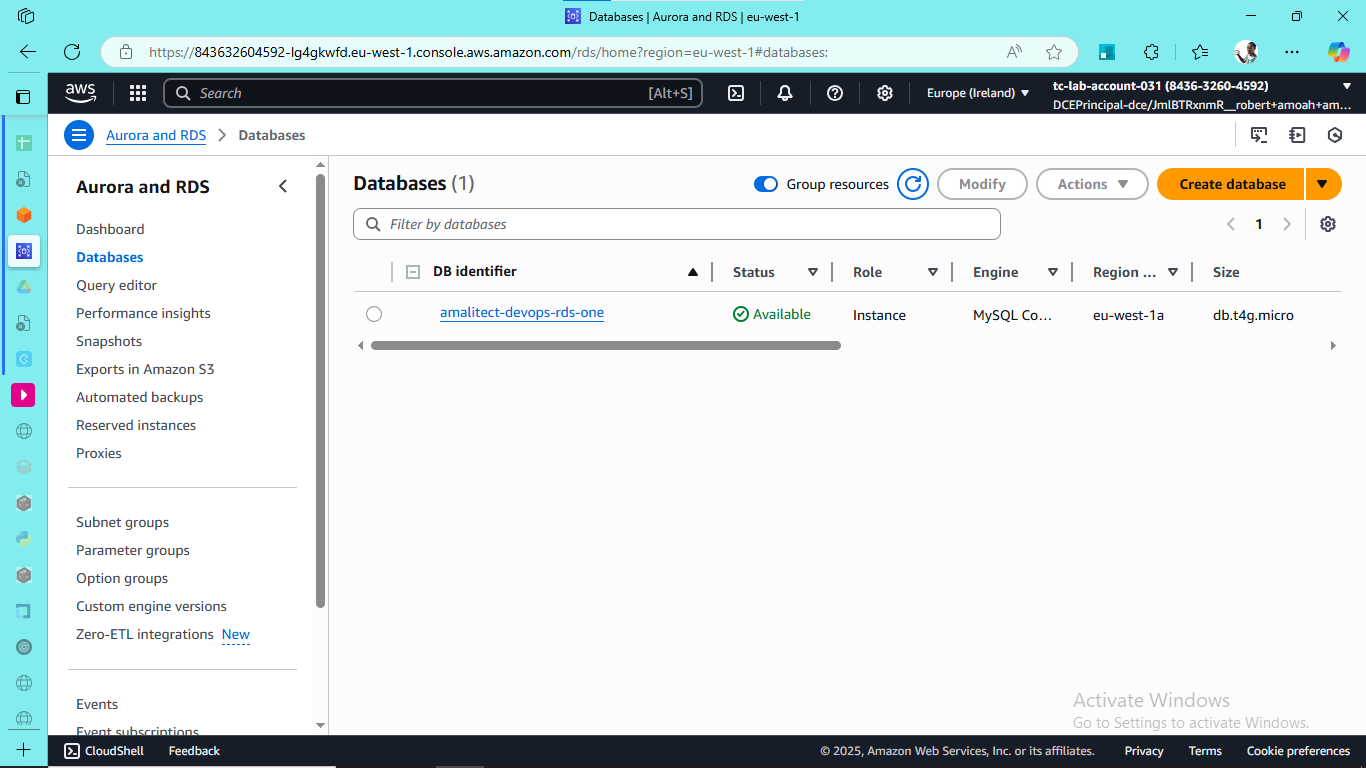 Databases | Aurora and RDS | eu-west-1
https://843632604592-lg4gkwfd.eu-west-1.console.aws.amazon.com/rds/home?region=eu-west-1#databases:
aws
Search
[Alt+S]
Europe (Ireland)
tc-lab-account-031 (8436-3260-4592)
DCEPrincipal-dce/JmlBTRxnmR__robert+amoah+am...
Aurora and RDS
Databases
Aurora and RDS
Dashboard
Databases
Query editor
Performance insights
Snapshots
Exports in Amazon S3
Automated backups
Reserved instances
Proxies
Subnet groups
Parameter groups
Option groups
Custom engine versions
Zero-ETL integrations New
Events
Event subscriptions
Databases (1)
Group resources
Modify
Actions
Create database
Filter by databases
1
DB identifier Status Role Engine Region ... Size
amalitect-devops-rds-one Available Instance MySQL Co... eu-west-1a db.t4g.micro
Activate Windows
Go to Settings to activate Windows.
CloudShell Feedback © 2025, Amazon Web Services, Inc. or its affiliates. Privacy Terms Cookie preferences